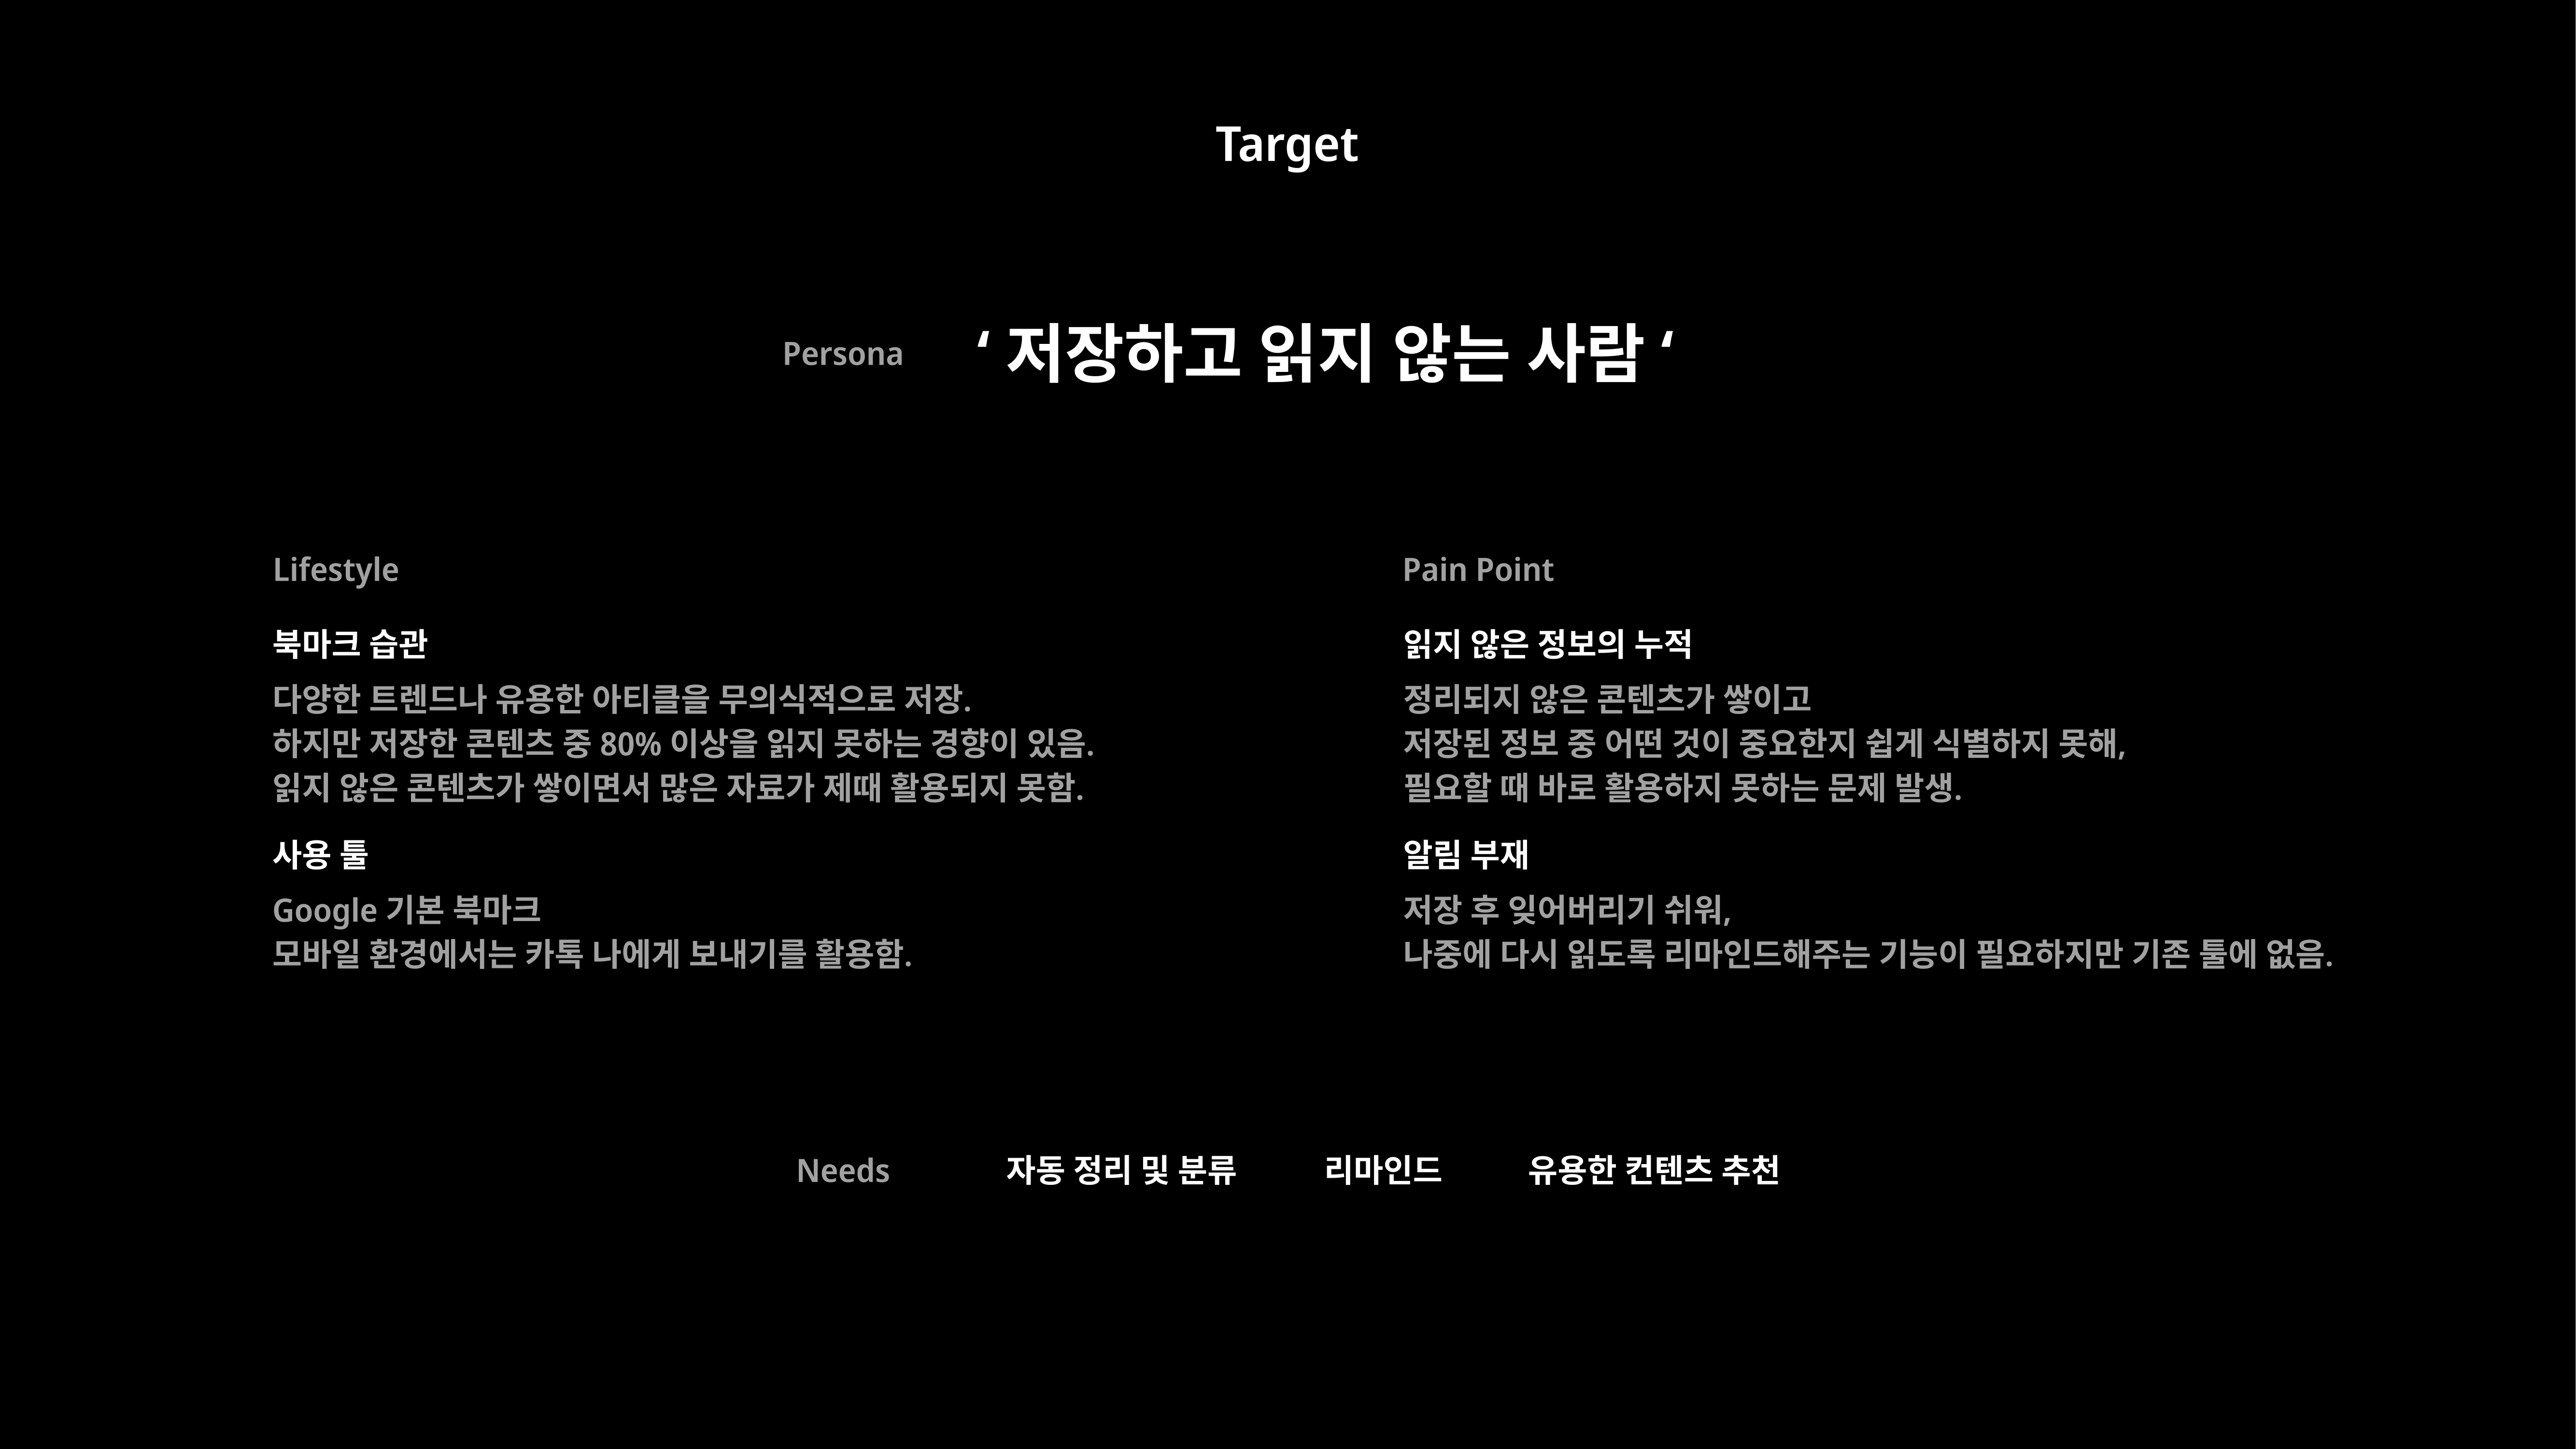 Target
Persona
‘ 저장하고 읽지 않는 사람 ‘
Lifestyle
북마크 습관
다양한 트렌드나 유용한 아티클을 무의식적으로 저장.
하지만 저장한 콘텐츠 중 80% 이상을 읽지 못하는 경향이 있음.
읽지 않은 콘텐츠가 쌓이면서 많은 자료가 제때 활용되지 못함.
사용 툴
Google 기본 북마크
모바일 환경에서는 카톡 나에게 보내기를 활용함.
Pain Point
읽지 않은 정보의 누적
정리되지 않은 콘텐츠가 쌓이고
저장된 정보 중 어떤 것이 중요한지 쉽게 식별하지 못해,
필요할 때 바로 활용하지 못하는 문제 발생.
알림 부재
저장 후 잊어버리기 쉬워,
나중에 다시 읽도록 리마인드해주는 기능이 필요하지만 기존 툴에 없음.
Needs
자동 정리 및 분류
리마인드
유용한 컨텐츠 추천